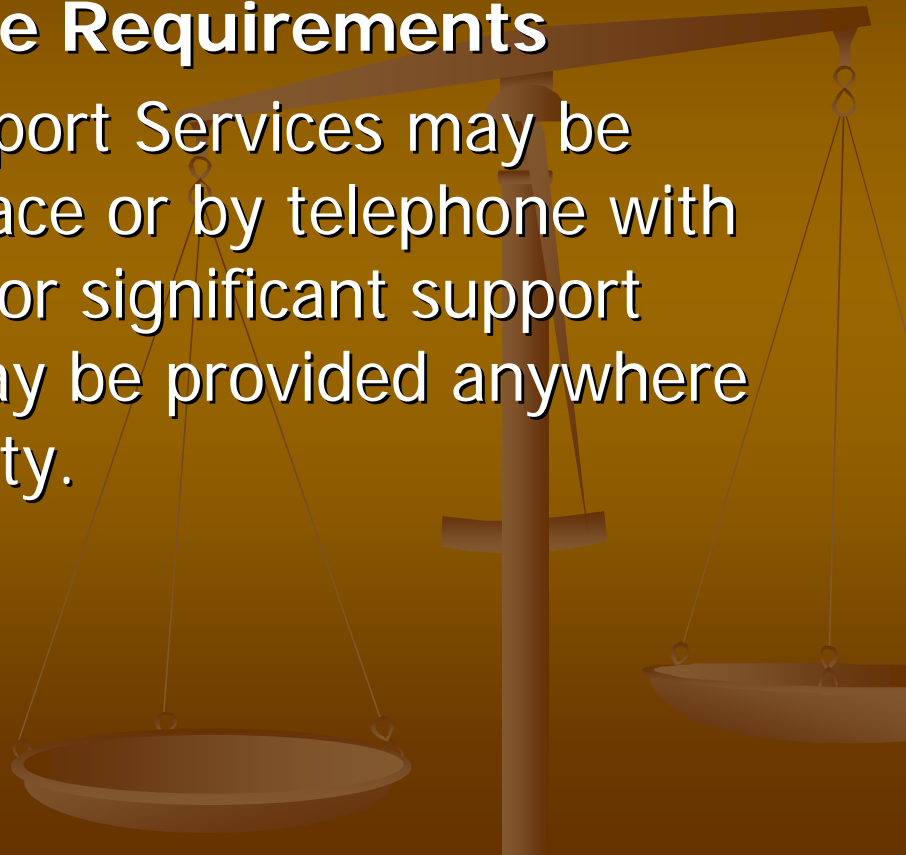 e Requirements
port Services may be
ace or by telephone with
or significant support
ay be provided anywhere
ty.